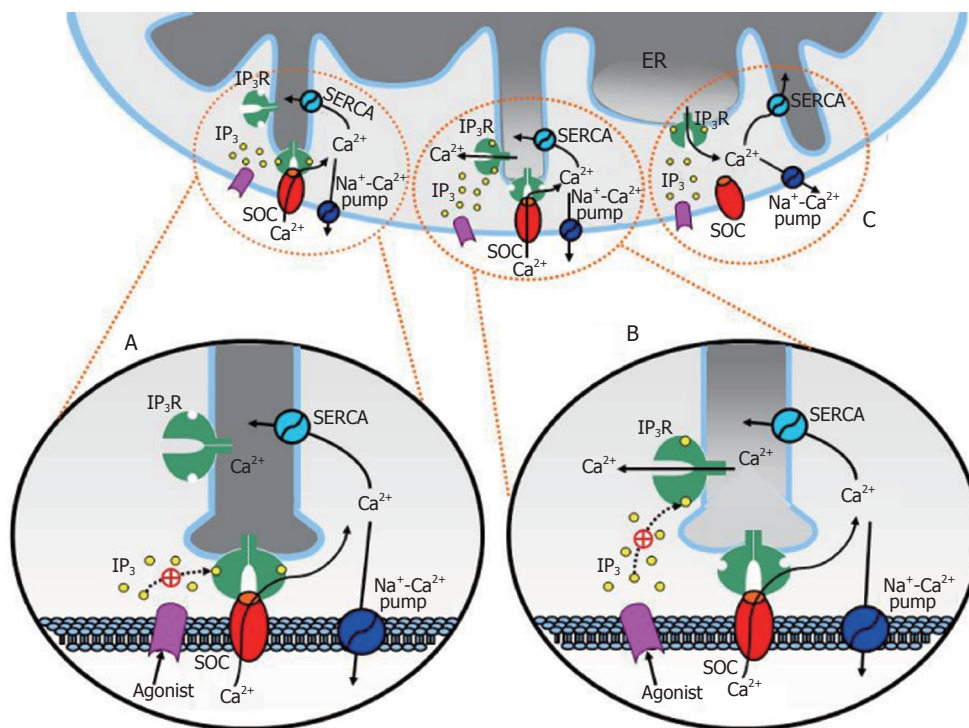 ER
IP₃R
SERCA
IP₃
Ca²⁺
Na⁺-Ca²⁺
pump
SOC
Ca²⁺
IP₃R
SERCA
Ca²⁺
IP₃
Ca²⁺
Na⁺-Ca²⁺
pump
SOC
Ca²⁺
IP₃R
SERCA
IP₃
Ca²⁺
Na⁺-Ca²⁺
pump
SOC
C
A
IP₃R
SERCA
Ca²⁺
Ca²⁺
IP₃
Na⁺-Ca²⁺
pump
SOC
Agonist
Ca²⁺
B
IP₃R
SERCA
Ca²⁺
Ca²⁺
Ca²⁺
IP₃
Na⁺-Ca²⁺
pump
SOC
Agonist
Ca²⁺